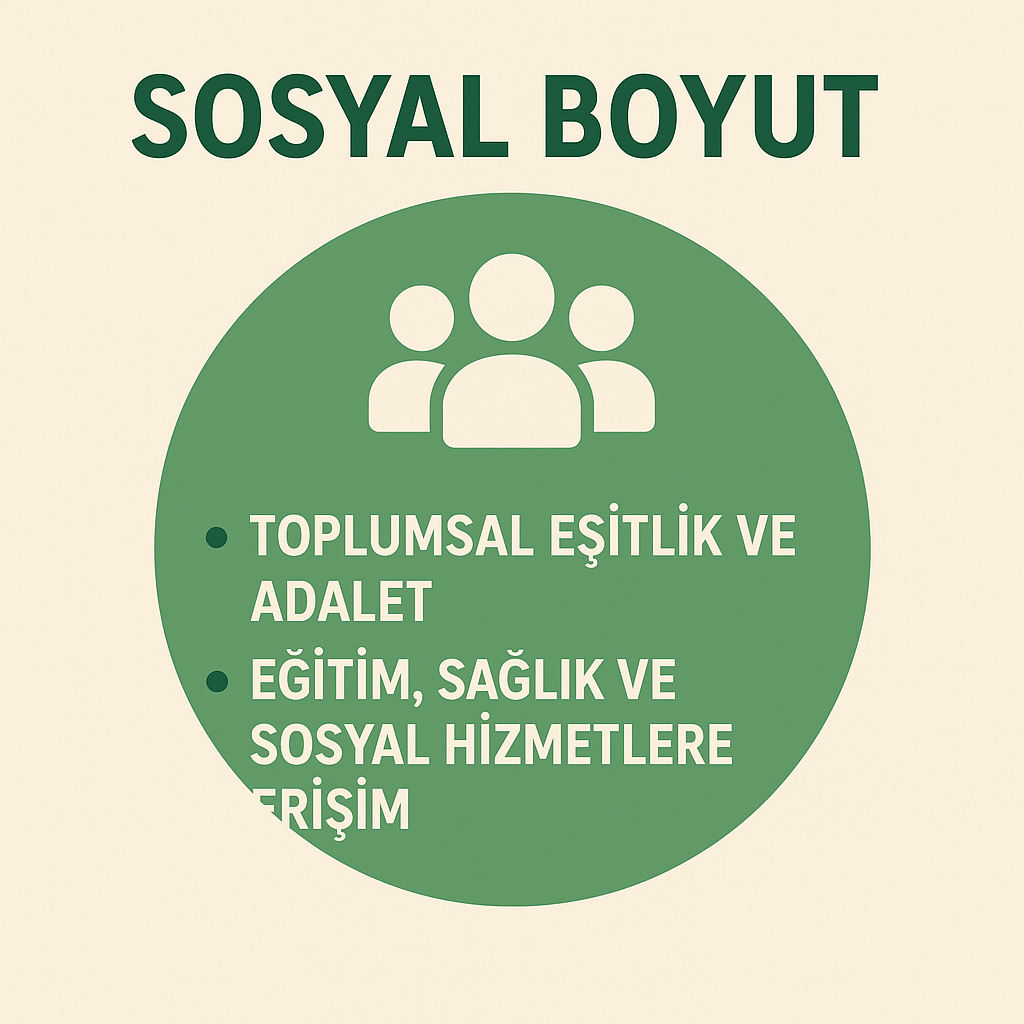 SOSYAL BOYUT
• TOPLUMSAL EŞİTLİK VE
ADALET
• EĞİTİM, SAĞLIK VE
SOSYAL HİZMETLERE
ERİŞİM